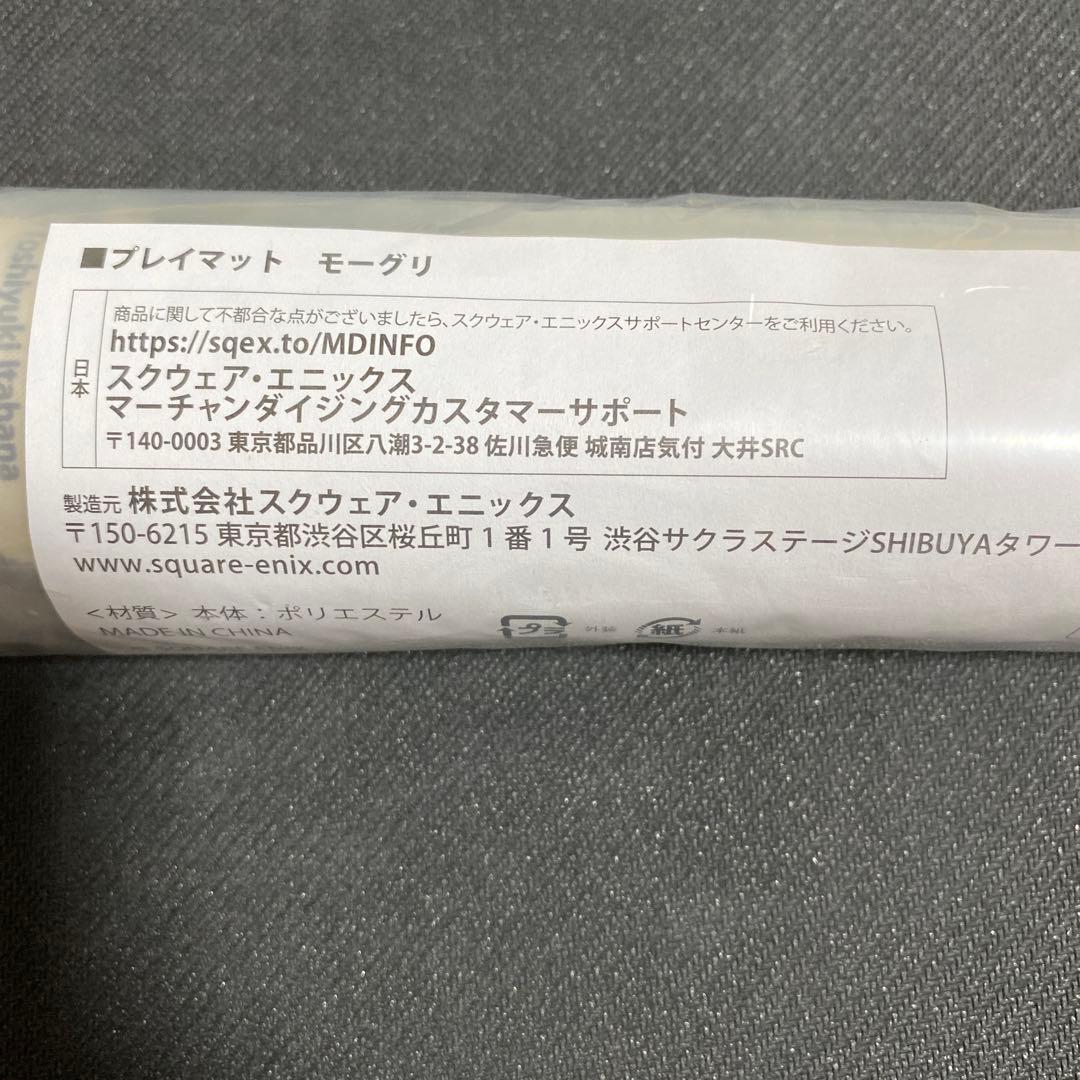 ■プレイマット　モーグリ
日本
商品に関して不都合な点がございましたら、スクウェア・エニックスサポートセンターをご利用ください。
https://sqex.to/MDINFO
スクウェア・エニックス
マーチャンダイジングカスタマーサポート
〒140-0003 東京都品川区八潮3-2-38 佐川急便 城南店気付 大井SRC
製造元 株式会社スクウェア・エニックス
〒150-6215 東京都渋谷区桜丘町1番1号 渋谷サクラステージSHIBUYAタワー
www.square-enix.com
<材質> 本体：ポリエステル
MADE IN CHINA
プラ 外装 紙 本紙
Toshiyuki Itahana